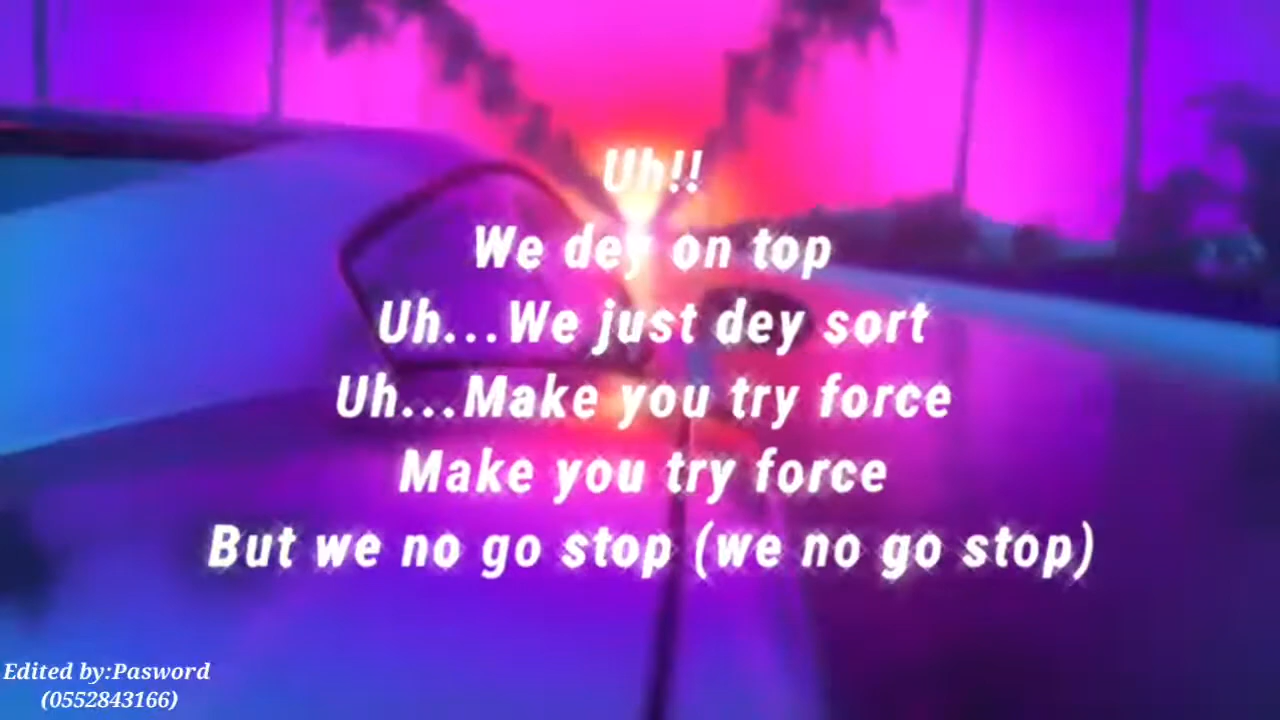 Uh!!
We dey on top
Uh...We just dey sort
Uh...Make you try force
Make you try force
But we no go stop (we no go stop)
Edited by:Pasword
(0552843166)